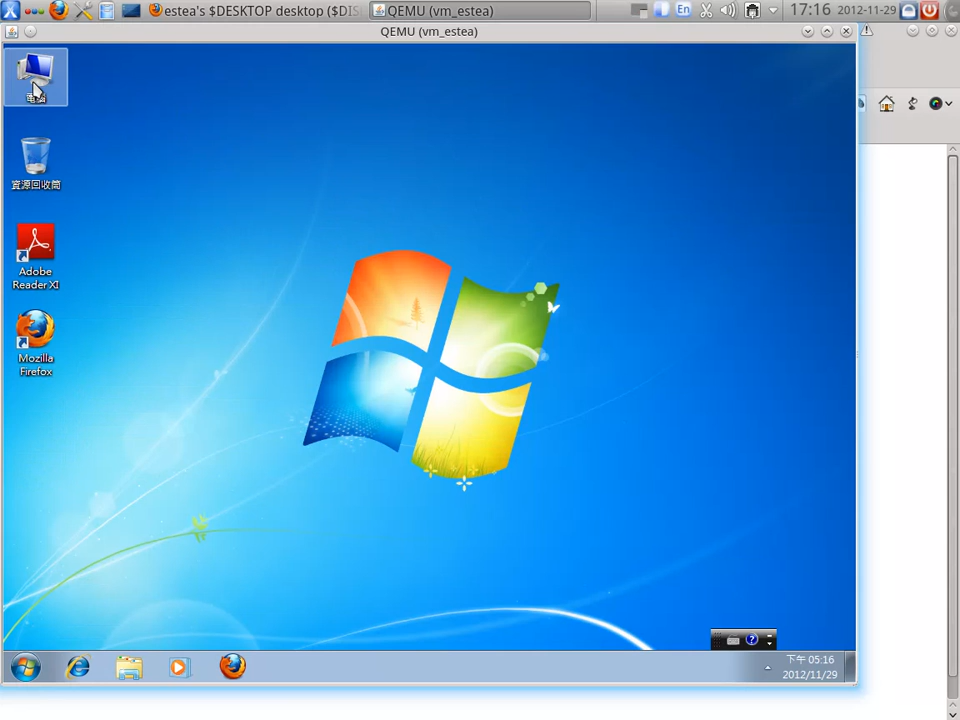 estea's $DESKTOP desktop ($DIS
QEMU (vm_estea)
En
17:16
2012-11-29
QEMU (vm_estea)
電腦
資源回收筒
Adobe
Reader XI
Mozilla
Firefox
下午 05:16
2012/11/29